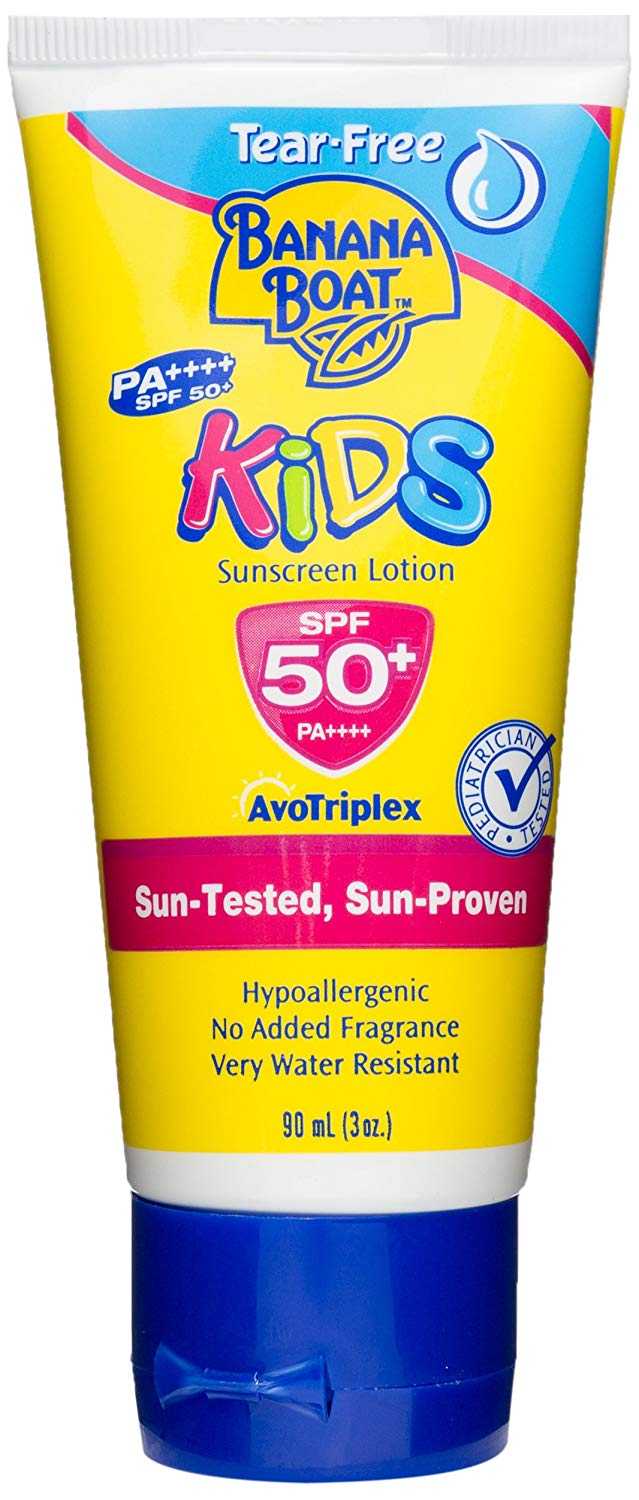 Tear-Free
BANANA
BOAT™
PA++++
SPF 50+
KiDS
Sunscreen Lotion
SPF
50+
PA++++
AvoTriplex
PEDIATRICIAN
• TESTED •
Sun-Tested, Sun-Proven
Hypoallergenic
No Added Fragrance
Very Water Resistant
90 mL (3 oz.)